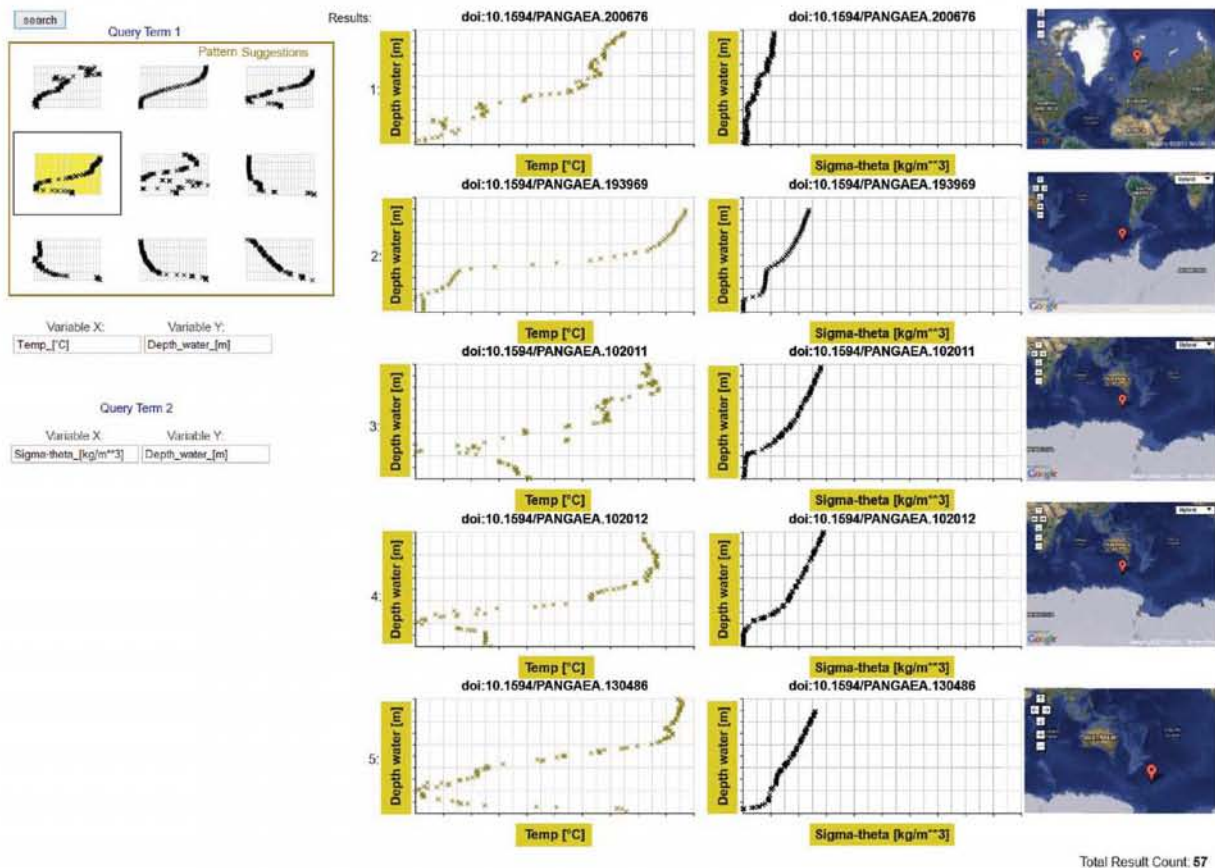 search
Query Term 1
Pattern Suggestions
Variable X: Variable Y:
Temp_[°C] Depth_water_[m]
Query Term 2
Variable X: Variable Y:
Sigma-theta_[kg/m**3] Depth_water_[m]
Results:
doi:10.1594/PANGAEA.200676 doi:10.1594/PANGAEA.200676
1:
Depth water [m] Depth water [m]
Temp [°C] Sigma-theta [kg/m**3]
doi:10.1594/PANGAEA.193969 doi:10.1594/PANGAEA.193969
2:
Depth water [m] Depth water [m]
Google
Temp [°C] Sigma-theta [kg/m**3]
doi:10.1594/PANGAEA.102011 doi:10.1594/PANGAEA.102011
3:
Depth water [m] Depth water [m]
Google
Temp [°C] Sigma-theta [kg/m**3]
doi:10.1594/PANGAEA.102012 doi:10.1594/PANGAEA.102012
4:
Depth water [m] Depth water [m]
Google
Temp [°C] Sigma-theta [kg/m**3]
doi:10.1594/PANGAEA.130486 doi:10.1594/PANGAEA.130486
5:
Depth water [m] Depth water [m]
Temp [°C] Sigma-theta [kg/m**3]
Total Result Count: 57